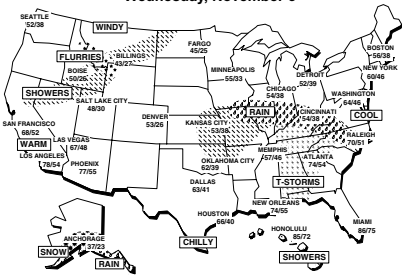 SEATTLE
52/38
WINDY
FLURRIES
BILLINGS
43/27
FARGO
45/25
BOISE
50/26
MINNEAPOLIS
55/33
DETROIT
52/39
BOSTON
56/38
NEW YORK
60/46
CHICAGO
54/38
WASHINGTON
64/46
SHOWERS
SALT LAKE CITY
48/30
DENVER
53/26
KANSAS CITY
53/38
RAIN
CINCINNATI
54/38
COOL
SAN FRANCISCO
68/52
LAS VEGAS
67/48
RALEIGH
70/51
WARM
LOS ANGELES
78/54
PHOENIX
77/55
OKLAHOMA CITY
62/39
MEMPHIS
57/46
ATLANTA
74/54
DALLAS
63/41
T-STORMS
HOUSTON
66/40
NEW ORLEANS
74/55
MIAMI
86/75
ANCHORAGE
37/23
SNOW
RAIN
CHILLY
HONOLULU
85/72
SHOWERS